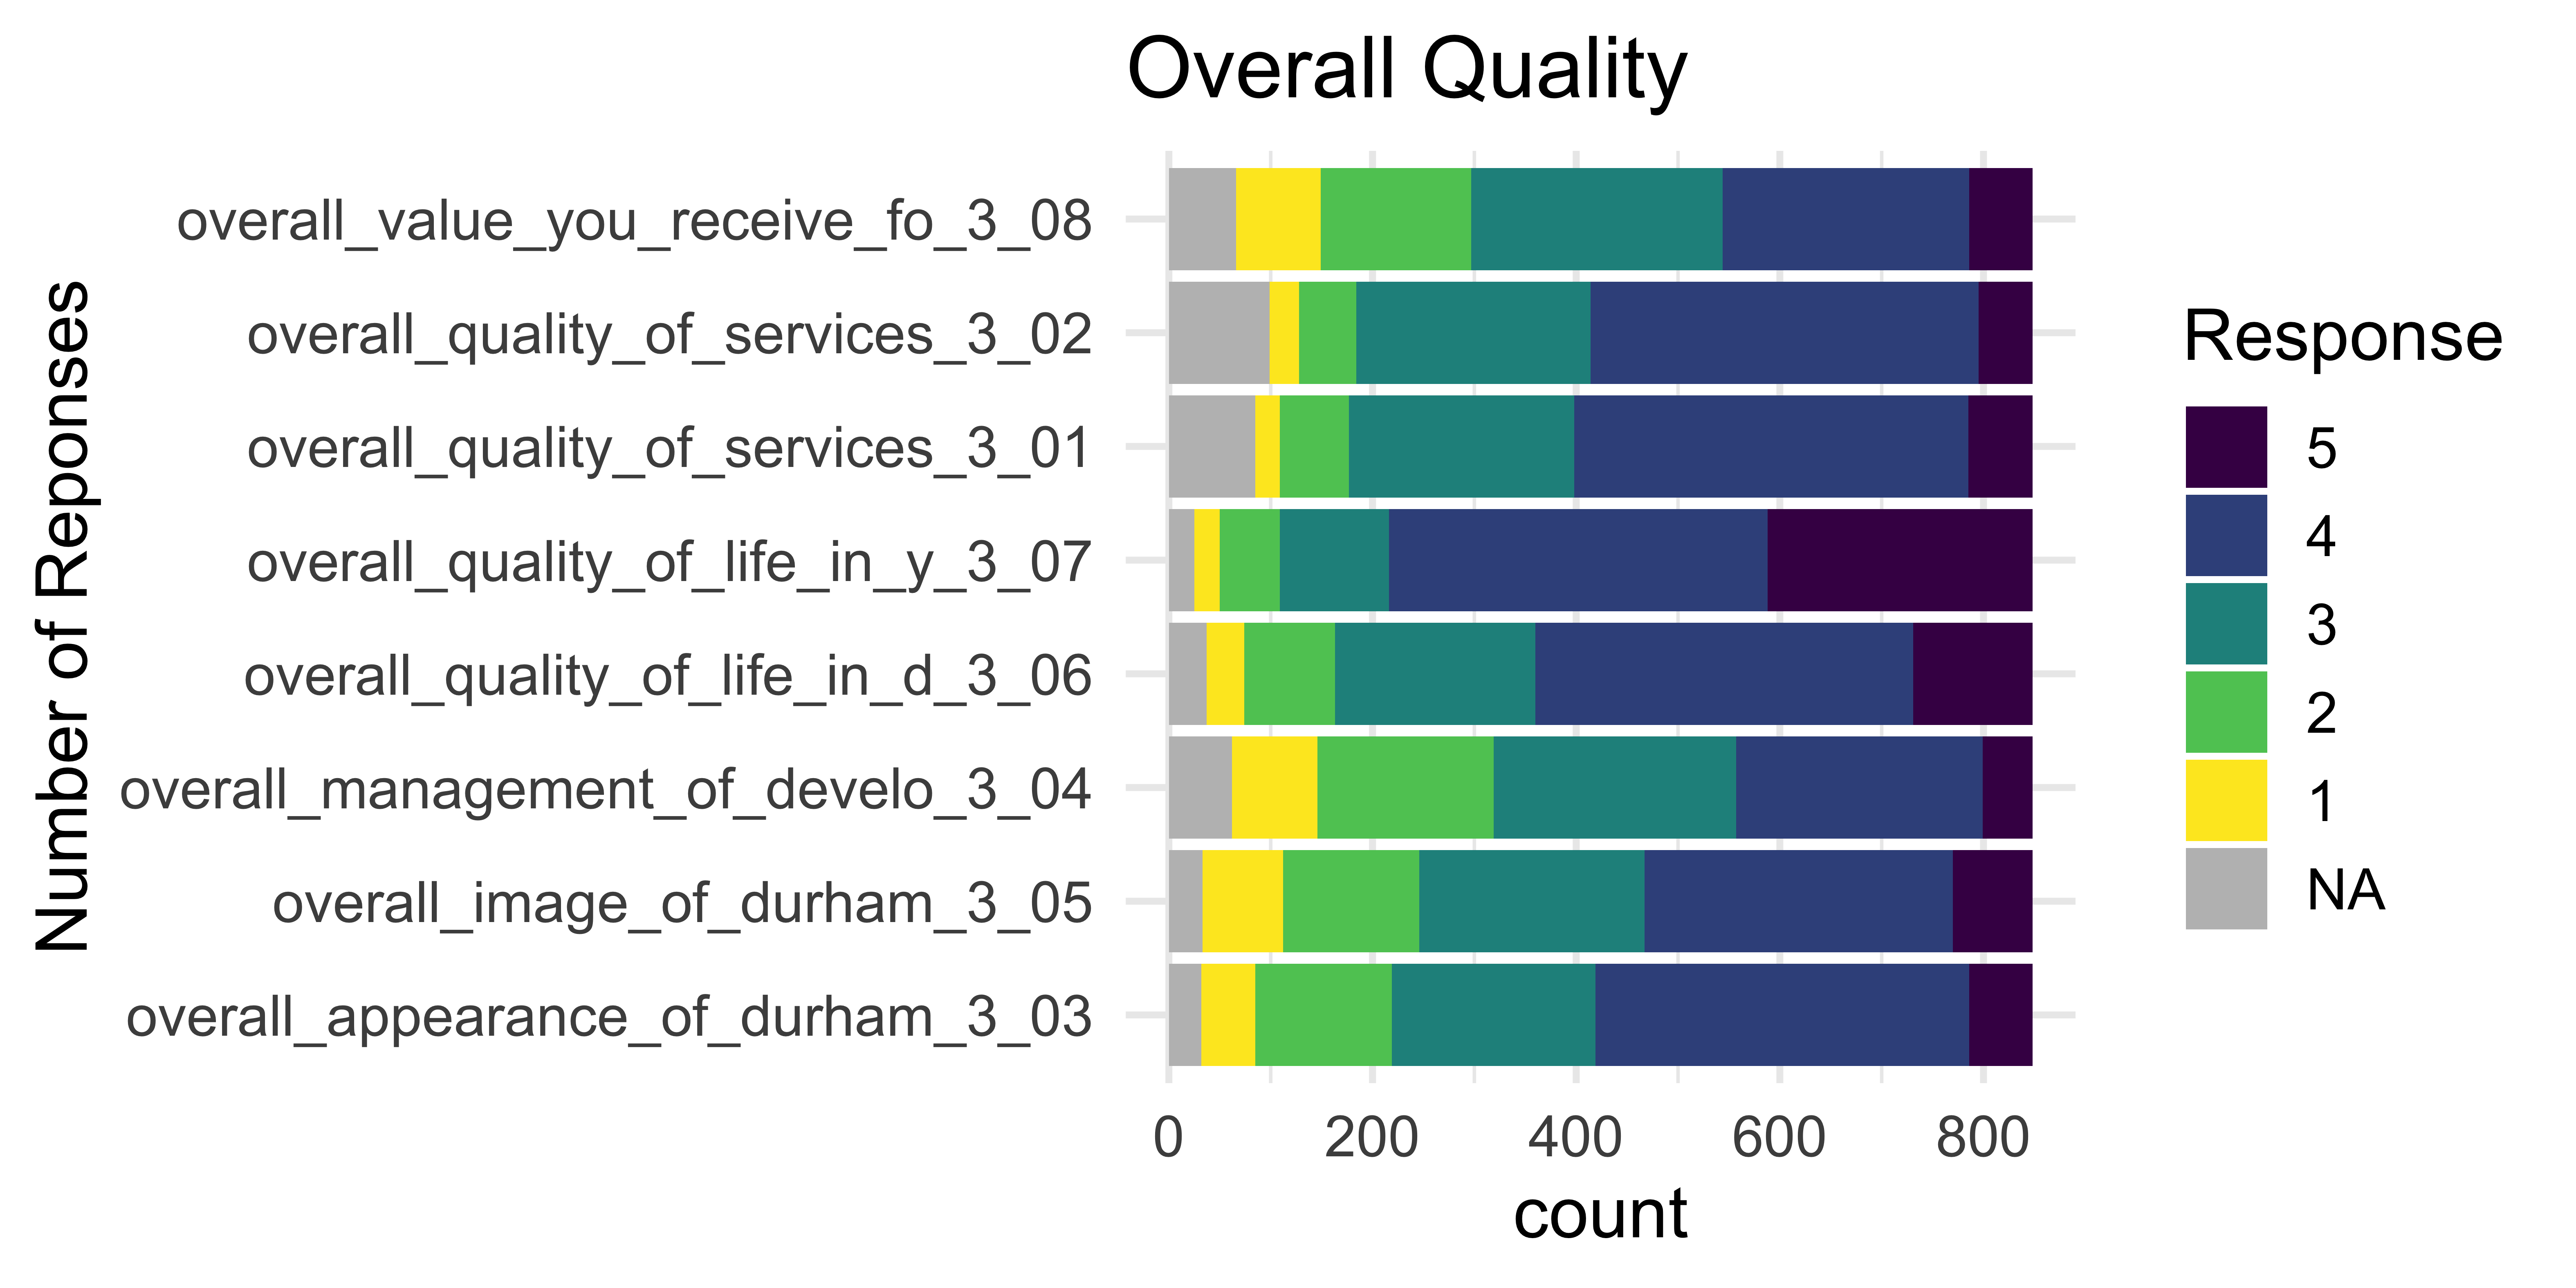 Overall Quality
Number of Reponses
overall_value_you_receive_fo_3_08
overall_quality_of_services_3_02
overall_quality_of_services_3_01
overall_quality_of_life_in_y_3_07
overall_quality_of_life_in_d_3_06
overall_management_of_develo_3_04
overall_image_of_durham_3_05
overall_appearance_of_durham_3_03
0 200 400 600 800
count
Response
5
4
3
2
1
NA